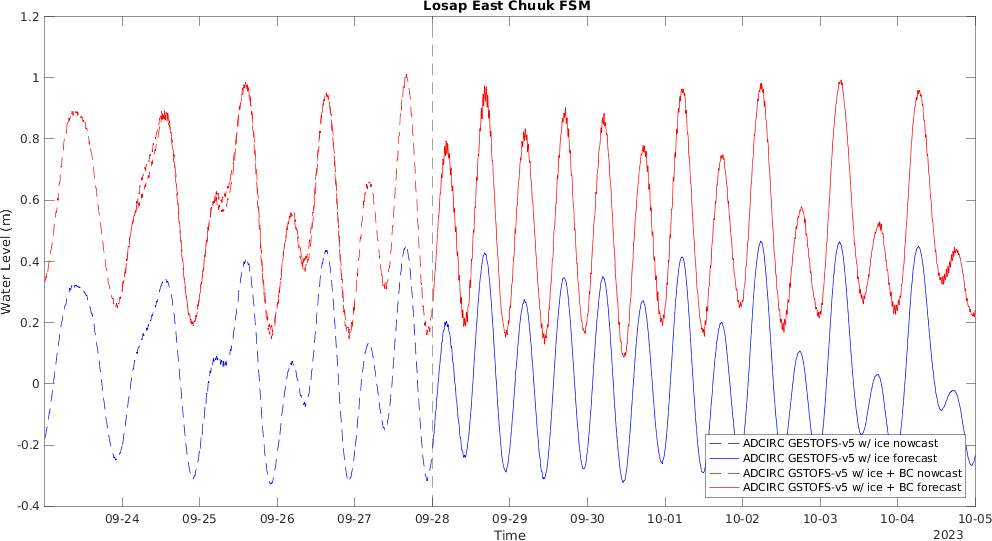 Losap East Chuuk FSM
1.2
1
0.8
0.6
0.4
0.2
0
-0.2
-0.4
Water Level (m)
09-24 09-25 09-26 09-27 09-28 09-29 09-30 10-01 10-02 10-03 10-04 10-05
Time
2023
ADCIRC GESTOFS-v5 w/ ice nowcast
ADCIRC GESTOFS-v5 w/ ice forecast
ADCIRC GSTOFS-v5 w/ ice + BC nowcast
ADCIRC GSTOFS-v5 w/ ice + BC forecast